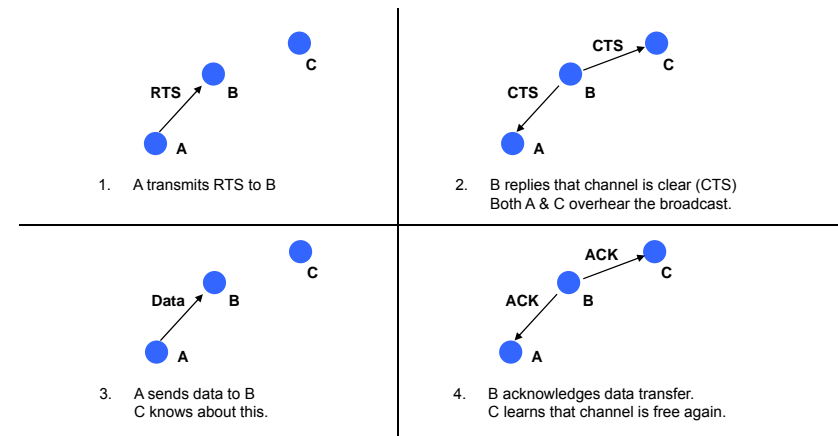 C
RTS
B
A
1. A transmits RTS to B
CTS
C
CTS
B
A
2. B replies that channel is clear (CTS)
Both A & C overhear the broadcast.
C
Data
B
A
3. A sends data to B
C knows about this.
ACK
C
ACK
B
A
4. B acknowledges data transfer.
C learns that channel is free again.